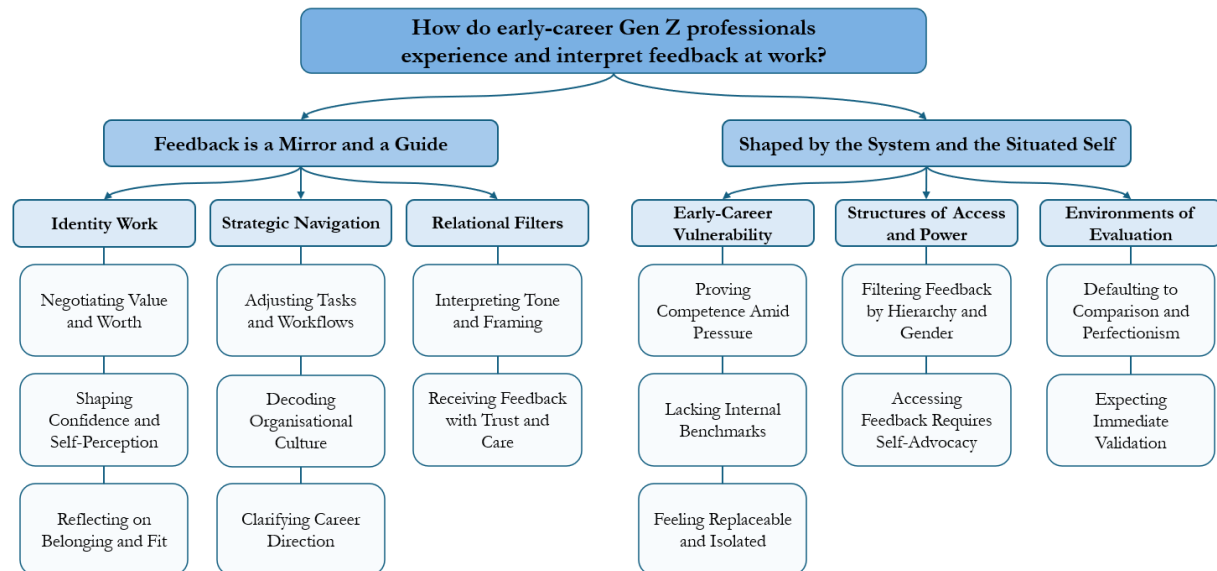 How do early-career Gen Z professionals
experience and interpret feedback at work?
Feedback is a Mirror and a Guide
Shaped by the System and the Situated Self
Identity Work
Strategic Navigation
Relational Filters
Early-Career
Vulnerability
Structures of Access
and Power
Environments of
Evaluation
Negotiating Value
and Worth
Adjusting Tasks
and Workflows
Interpreting Tone
and Framing
Proving
Competence Amid
Pressure
Filtering Feedback
by Hierarchy and
Gender
Defaulting to
Comparison and
Perfectionism
Shaping
Confidence and
Self-Perception
Decoding
Organisational
Culture
Receiving Feedback
with Trust and
Care
Lacking Internal
Benchmarks
Accessing
Feedback Requires
Self-Advocacy
Expecting
Immediate
Validation
Reflecting on
Belonging and Fit
Clarifying Career
Direction
Feeling Replaceable
and Isolated